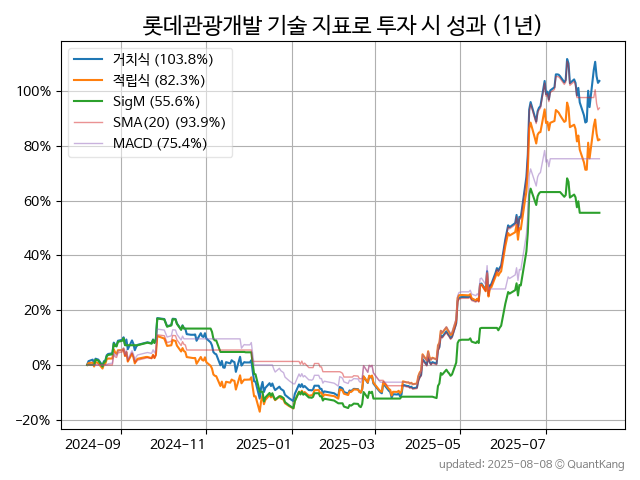 롯데관광개발 기술 지표로 투자 시 성과 (1년)
거치식 (103.8%)
적립식 (82.3%)
SigM (55.6%)
SMA(20) (93.9%)
MACD (75.4%)
100%
80%
60%
40%
20%
0%
−20%
2024-09 2024-11 2025-01 2025-03 2025-05 2025-07
updated: 2025-08-08 © QuantKang